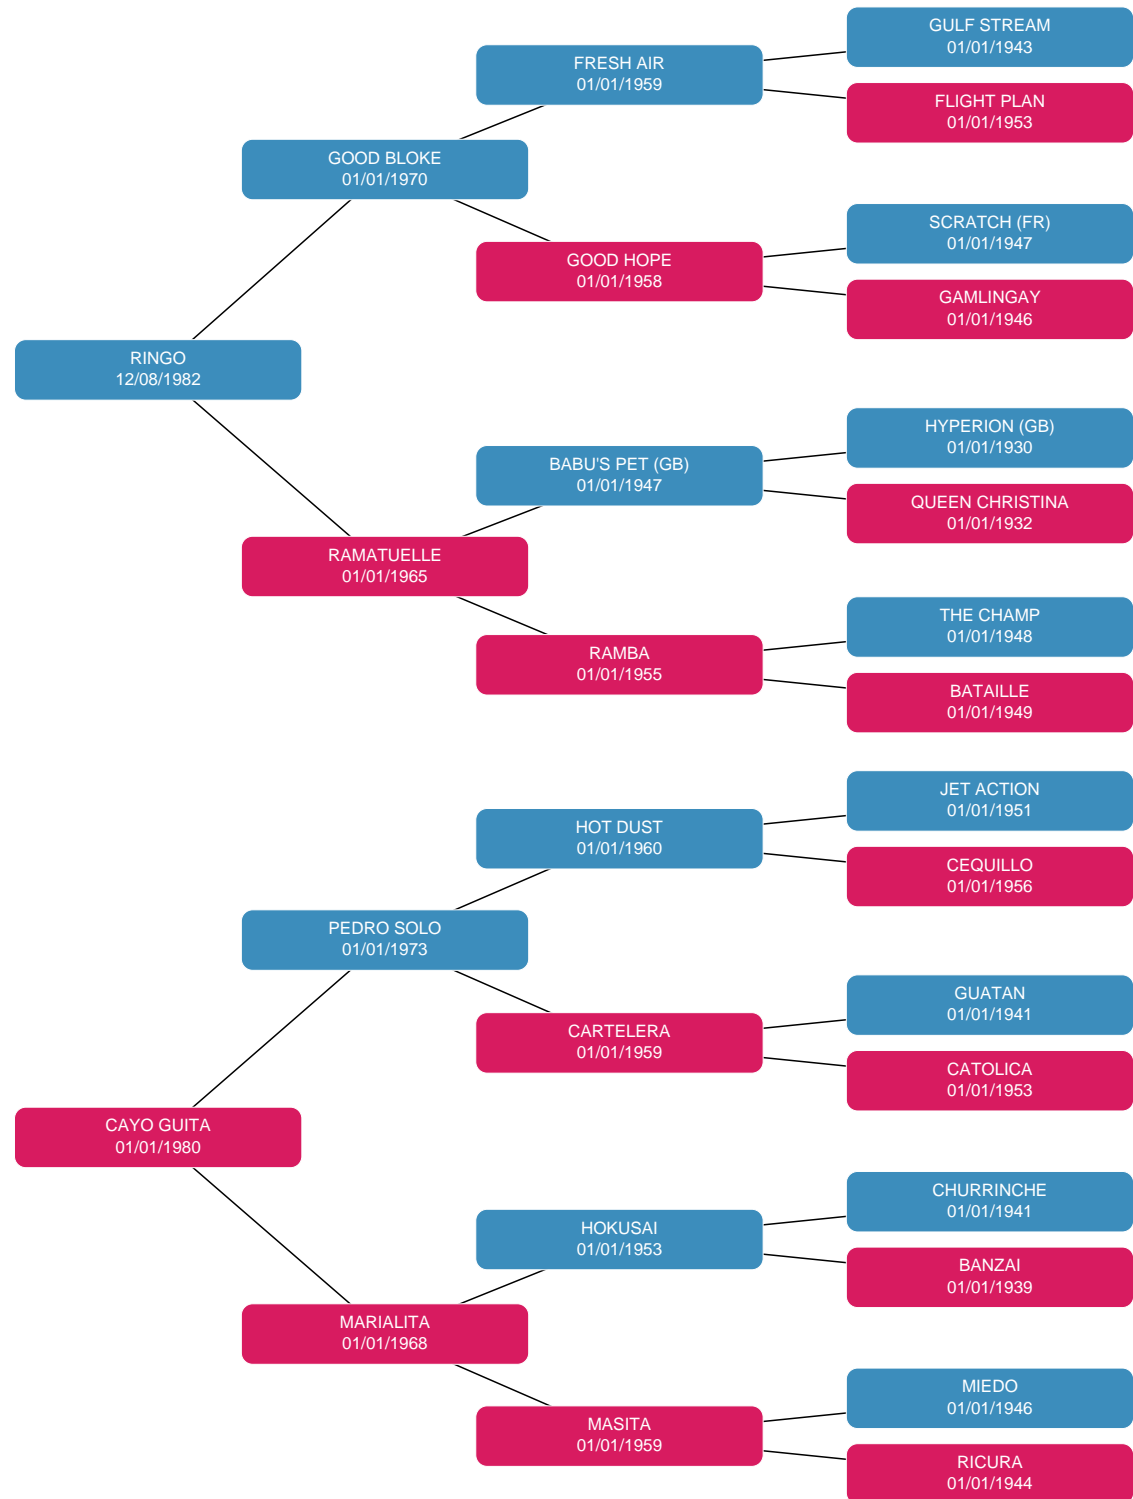 GULF STREAM
01/01/1943
FRESH AIR
01/01/1959
FLIGHT PLAN
01/01/1953
GOOD BLOKE
01/01/1970
SCRATCH (FR)
01/01/1947
GOOD HOPE
01/01/1958
GAMLINGAY
01/01/1946
RINGO
12/08/1982
HYPERION (GB)
01/01/1930
BABU'S PET (GB)
01/01/1947
QUEEN CHRISTINA
01/01/1932
RAMATUELLE
01/01/1965
THE CHAMP
01/01/1948
RAMBA
01/01/1955
BATAILLE
01/01/1949
JET ACTION
01/01/1951
HOT DUST
01/01/1960
CEQUILLO
01/01/1956
PEDRO SOLO
01/01/1973
GUATAN
01/01/1941
CARTELERA
01/01/1959
CATOLICA
01/01/1953
CAYO GUITA
01/01/1980
CHURRINCHE
01/01/1941
HOKUSAI
01/01/1953
BANZAI
01/01/1939
MARIALITA
01/01/1968
MIEDO
01/01/1946
MASITA
01/01/1959
RICURA
01/01/1944